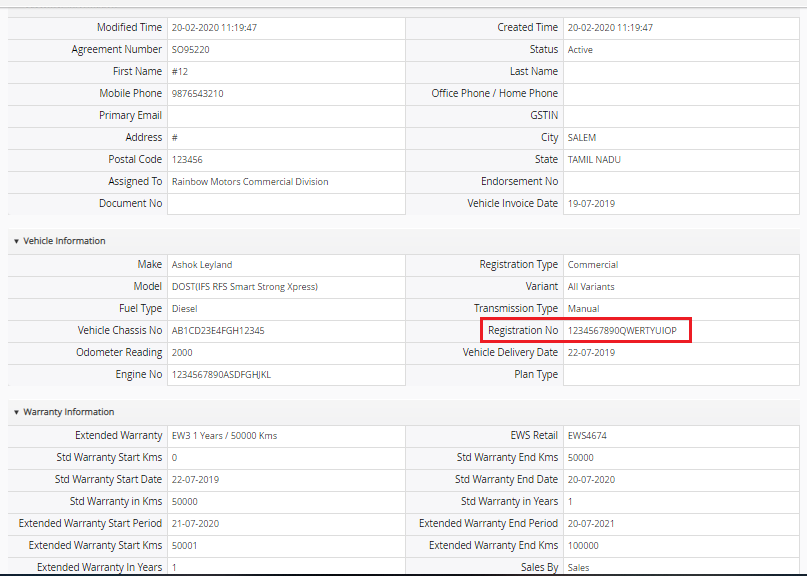 Modified Time 20-02-2020 11:19:47 Created Time 20-02-2020 11:19:47
Agreement Number SO95220 Status Active
First Name #12 Last Name
Mobile Phone 9876543210 Office Phone / Home Phone
Primary Email GSTIN
Address # City SALEM
Postal Code 123456 State TAMIL NADU
Assigned To Rainbow Motors Commercial Division Endorsement No
Document No Vehicle Invoice Date 19-07-2019
▾ Vehicle Information
Make Ashok Leyland Registration Type Commercial
Model DOST(IFS RFS Smart Strong Xpress) Variant All Variants
Fuel Type Diesel Transmission Type Manual
Vehicle Chassis No AB1CD23E4FGH12345 Registration No 1234567890QWERTYUIOP
Odometer Reading 2000 Vehicle Delivery Date 22-07-2019
Engine No 1234567890ASDFGHJKL Plan Type
▾ Warranty Information
Extended Warranty EW3 1 Years / 50000 Kms EWS Retail EWS4674
Std Warranty Start Kms 0 Std Warranty End Kms 50000
Std Warranty Start Date 22-07-2019 Std Warranty End Date 20-07-2020
Std Warranty in Kms 50000 Std Warranty in Years 1
Extended Warranty Start Period 21-07-2020 Extended Warranty End Period 20-07-2021
Extended Warranty Start Kms 50001 Extended Warranty End Kms 100000
Extended Warranty In Years 1 Sales By Sales